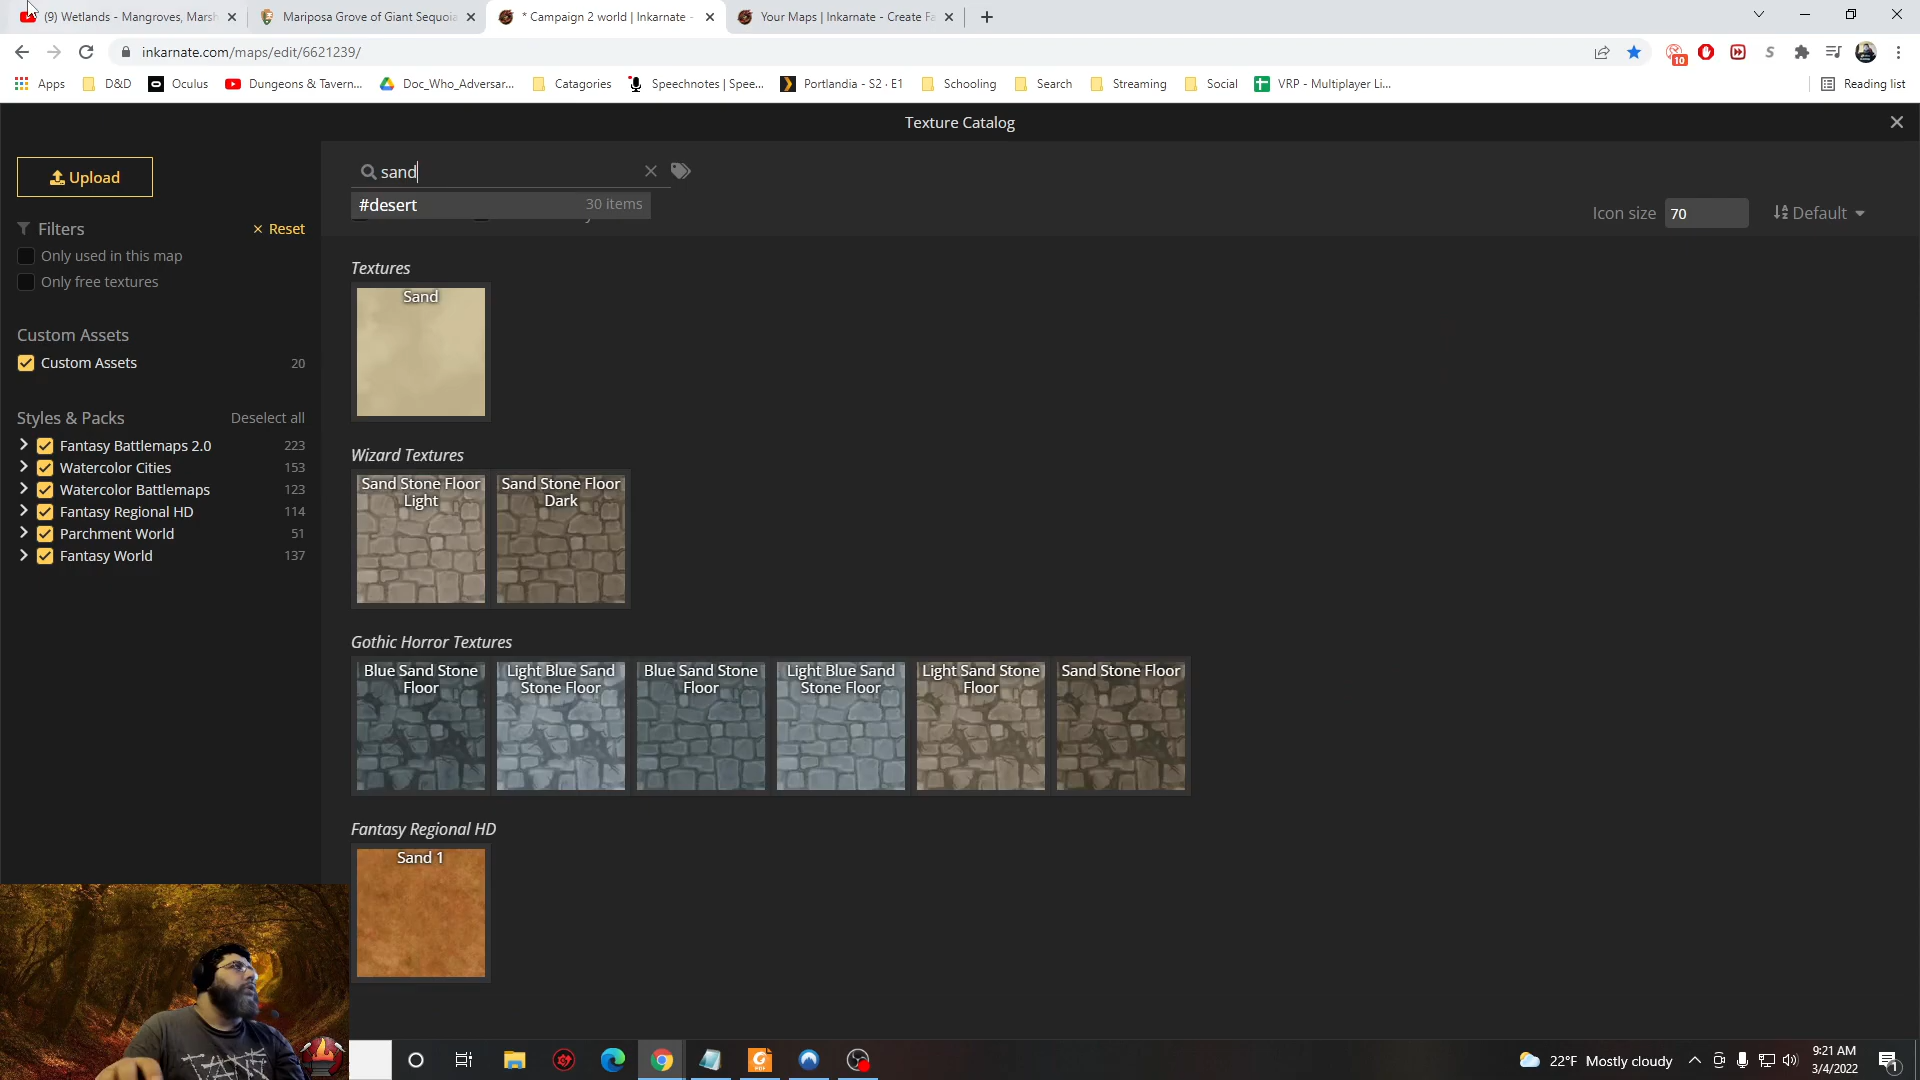 (9) Wetlands - Mangroves, Marsh
Mariposa Grove of Giant Sequoia
* Campaign 2 world | Inkarnate -
Your Maps | Inkarnate - Create Fa
inkarnate.com/maps/edit/6621239/
10
Apps
D&D
Oculus
Dungeons & Tavern...
Doc_Who_Adversar...
Catagories
Speechnotes | Spee...
Portlandia - S2 · E1
Schooling
Search
Streaming
Social
VRP - Multiplayer Li...
Reading list
Texture Catalog
Upload
sand
#desert 30 items
Icon size 70
Default
Filters
Reset
Only used in this map
Only free textures
Custom Assets
Custom Assets 20
Styles & Packs Deselect all
Fantasy Battlemaps 2.0 223
Watercolor Cities 153
Watercolor Battlemaps 123
Fantasy Regional HD 114
Parchment World 51
Fantasy World 137
Textures
Sand
Wizard Textures
Sand Stone Floor
Light
Sand Stone Floor
Dark
Gothic Horror Textures
Blue Sand Stone
Floor
Light Blue Sand
Stone Floor
Blue Sand Stone
Floor
Light Blue Sand
Stone Floor
Light Sand Stone
Floor
Sand Stone Floor
Fantasy Regional HD
Sand 1
22°F Mostly cloudy
9:21 AM
3/4/2022
1